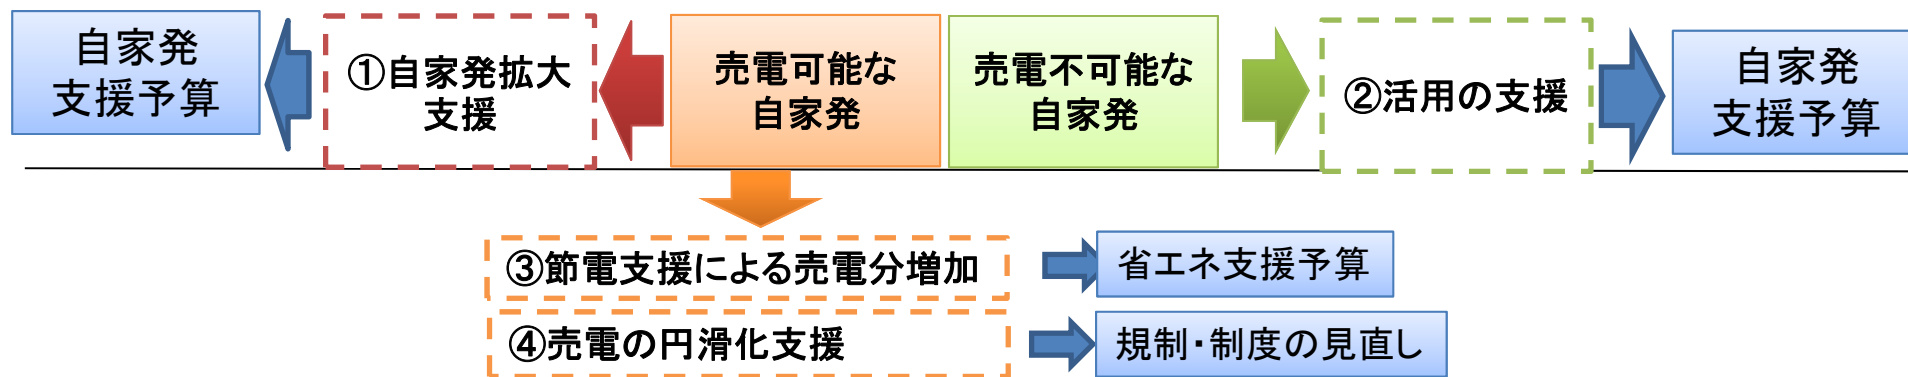 自家発
支援予算
①自家発拡大
支援
売電可能な
自家発
売電不可能な
自家発
②活用の支援
自家発
支援予算
③節電支援による売電分増加
省エネ支援予算
④売電の円滑化支援
規制・制度の見直し